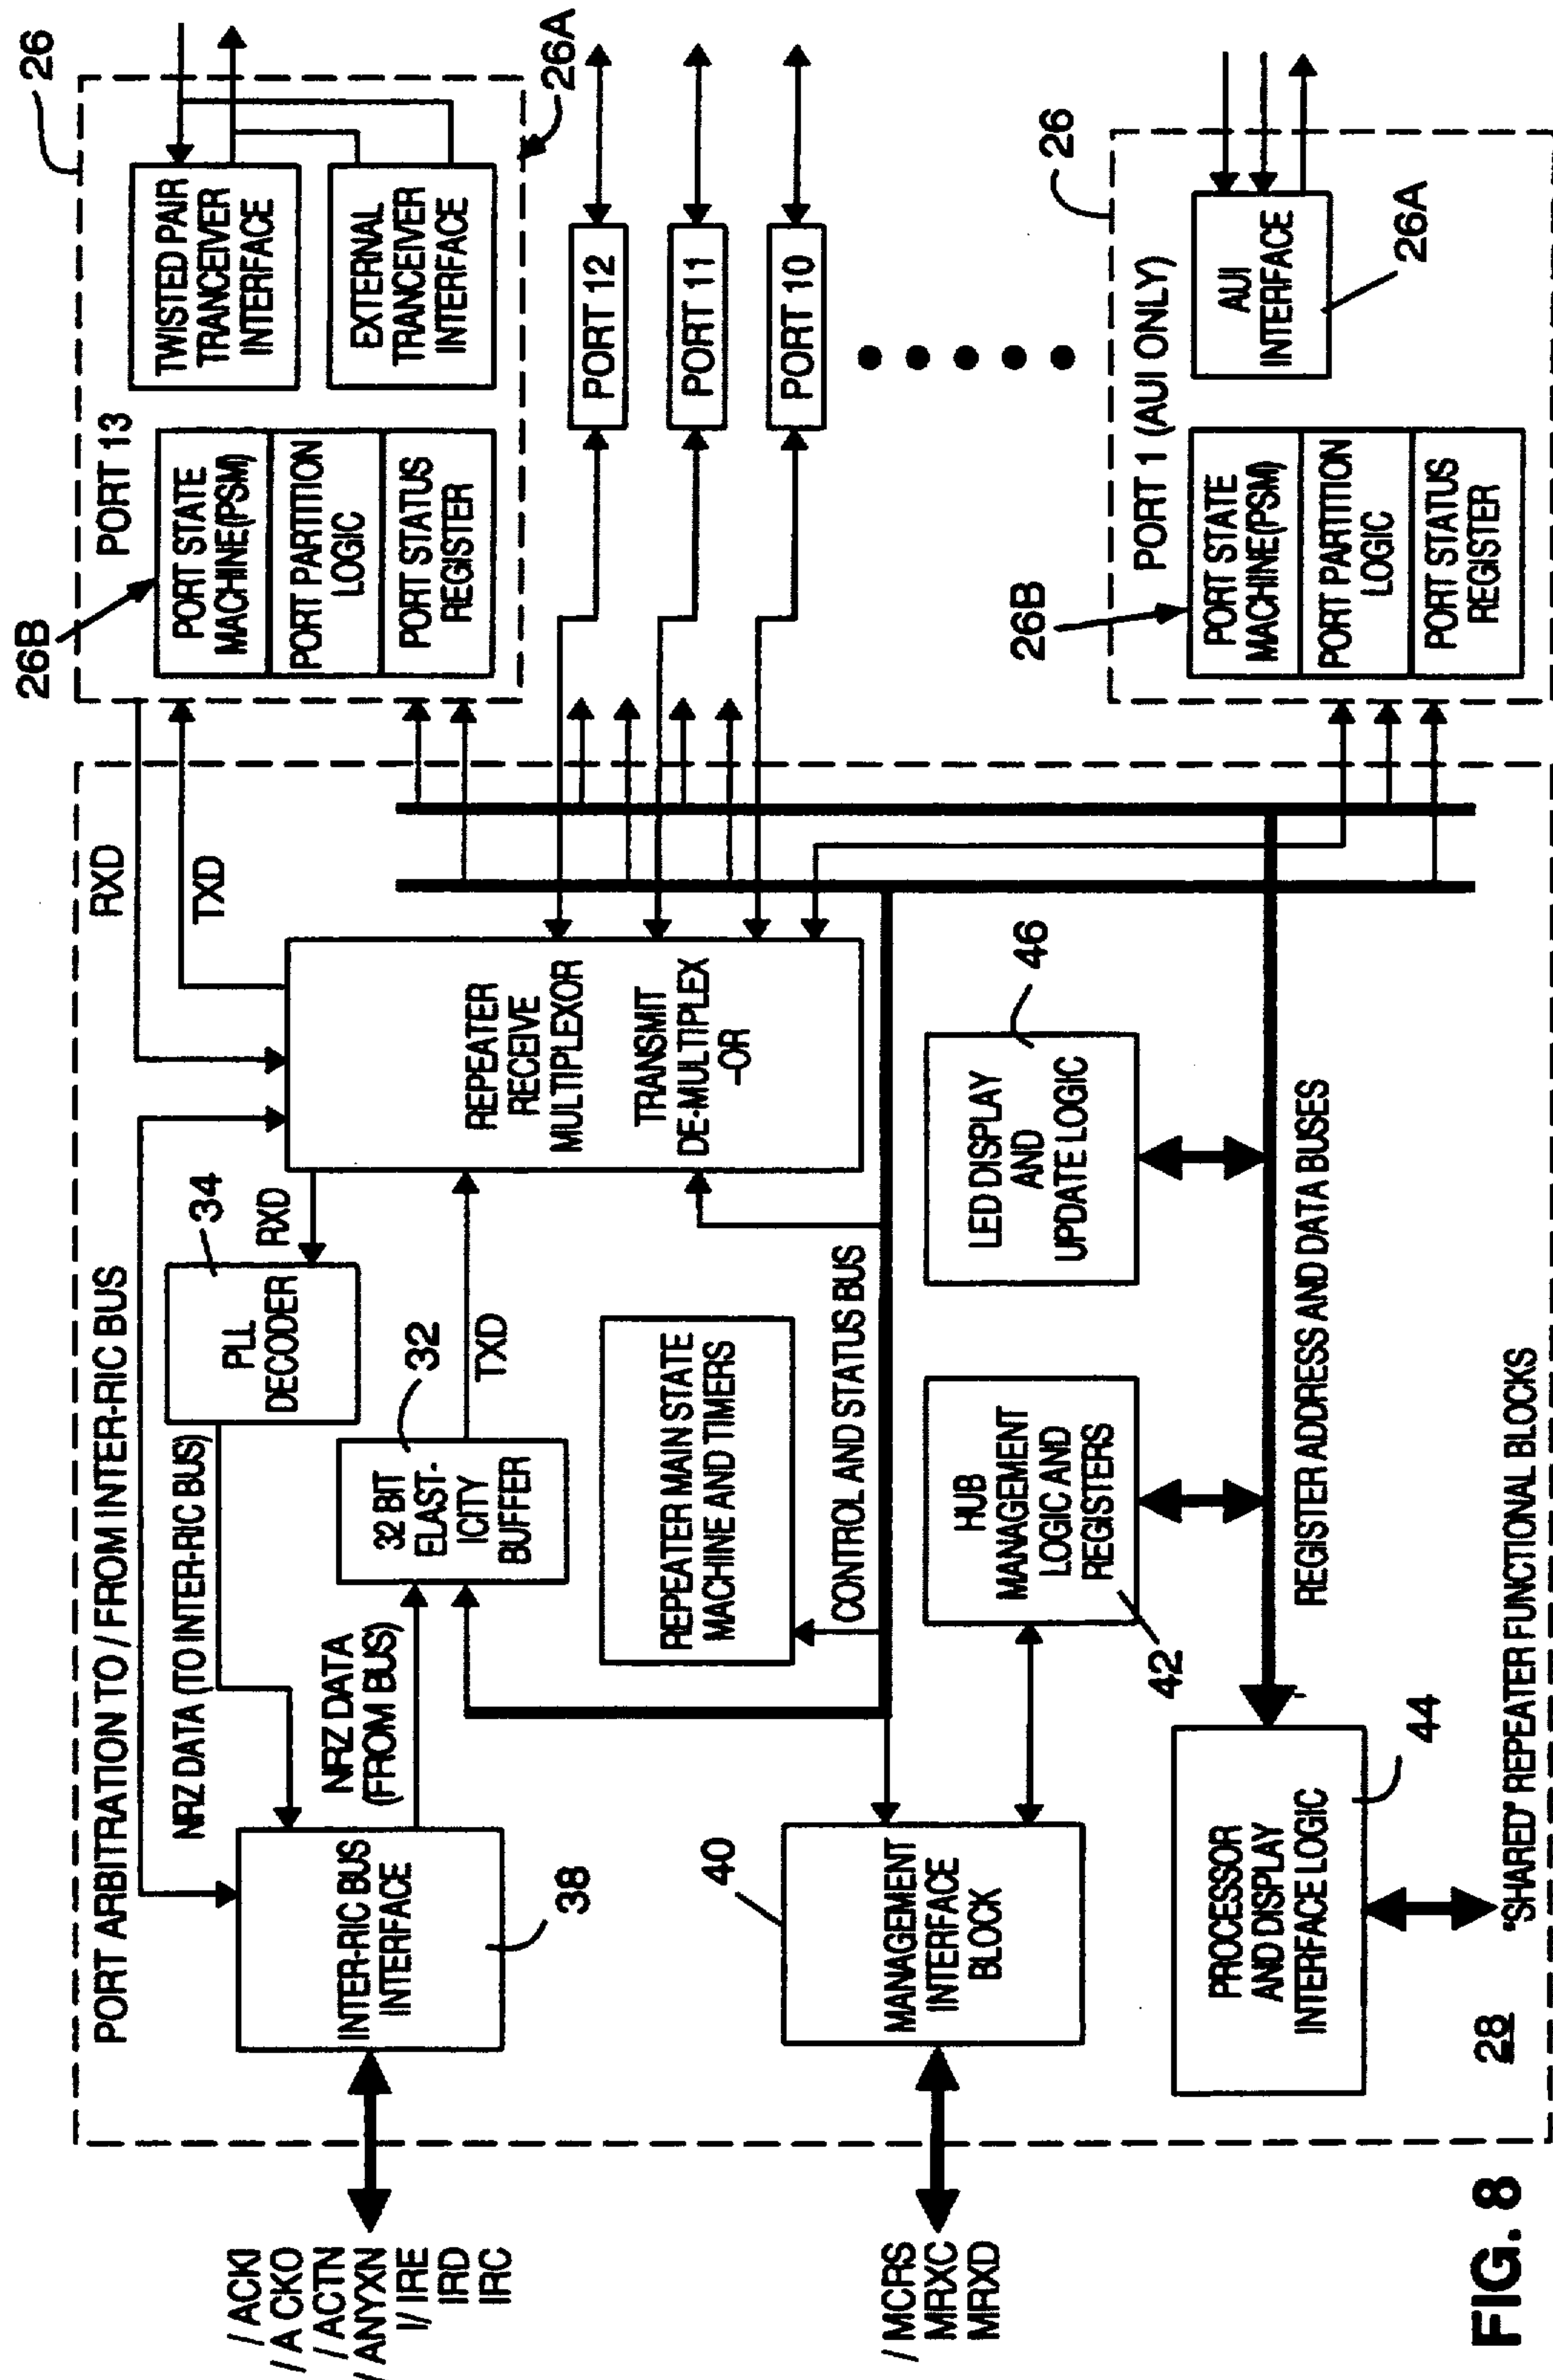 PORT ARBITRATION TO / FROM INTER-RIC BUS
NRZ DATA (TO INTER-RIC BUS)
/ ACKI
/ A CKO
/ ACTN
/ ANYXN
I/ IRE
IRD
IRC
INTER-RIC BUS
INTERFACE
38
NRZ DATA
(FROM BUS)
PLL
DECODER
34
RXD
32 BIT
ELAST-
ICITY
BUFFER
32
TXD
REPEATER
RECEIVE
MULTIPLEXOR
TRANSMIT
DE-MULTIPLEX
-OR
RXD
TXD
REPEATER MAIN STATE
MACHINE AND TIMERS
CONTROL AND STATUS BUS
/ MCRS
MRXC
MRXD
40
MANAGEMENT
INTERFACE
BLOCK
HUB
MANAGEMENT
LOGIC AND
REGISTERS
42
LED DISPLAY
AND
UPDATE LOGIC
46
PROCESSOR
AND DISPLAY
INTERFACE LOGIC
44
REGISTER ADDRESS AND DATA BUSES
28
"SHARED" REPEATER FUNCTIONAL BLOCKS
26
PORT 13
26B
PORT STATE
MACHINE(PSM)
PORT PARTITION
LOGIC
PORT STATUS
REGISTER
TWISTED PAIR
TRANCEIVER
INTERFACE
EXTERNAL
TRANCEIVER
INTERFACE
26A
PORT 12
PORT 11
PORT 10
26
PORT 1 (AUI ONLY)
26B
PORT STATE
MACHINE(PSM)
PORT PARTITION
LOGIC
PORT STATUS
REGISTER
AUI
INTERFACE
26A
FIG. 8